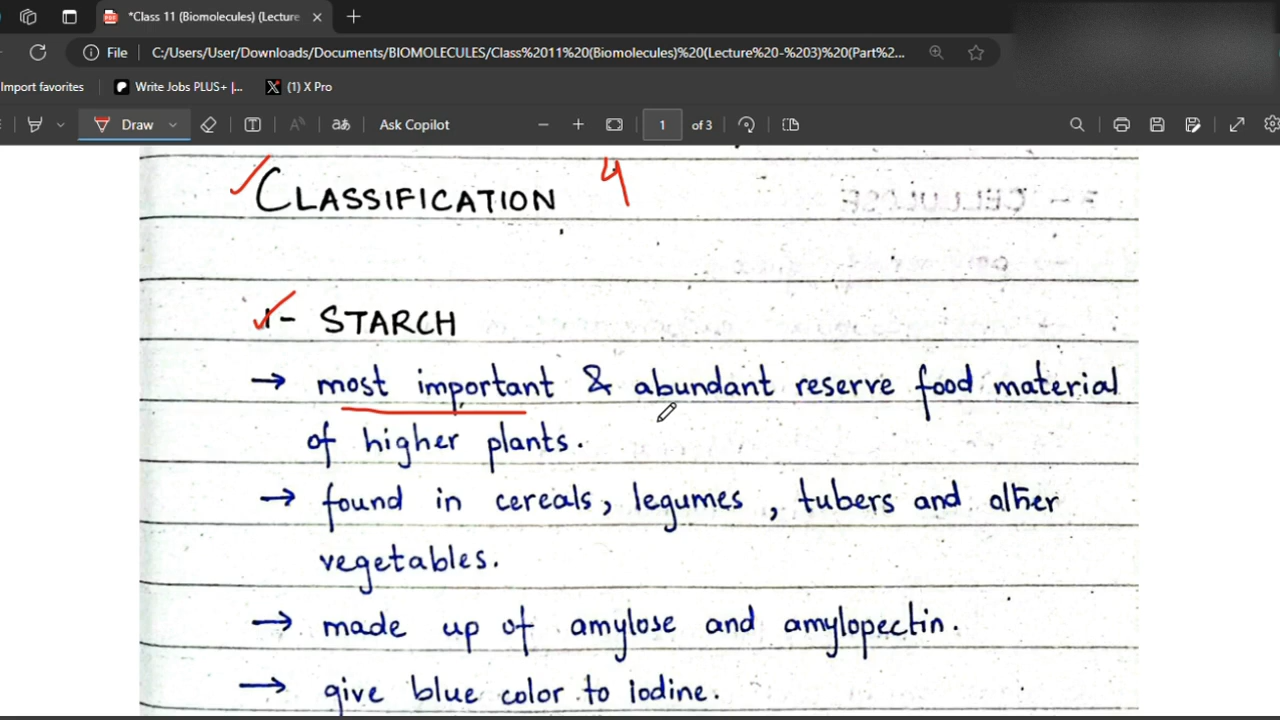 *Class 11 (Biomolecules) (Lecture
File C:/Users/User/Downloads/Documents/BIOMOLECULES/Class%2011%20(Biomolecules)%20(Lecture%20-%203)%20(Part%2...
Import favorites Write Jobs PLUS+ |... (1) X Pro
Draw aあ Ask Copilot 1 of 3
CLASSIFICATION 4
1- STARCH
→ most important & abundant reserve food material
of higher plants.
→ found in cereals, legumes, tubers and other
vegetables.
→ made up of amylose and amylopectin.
→ give blue color to iodine.